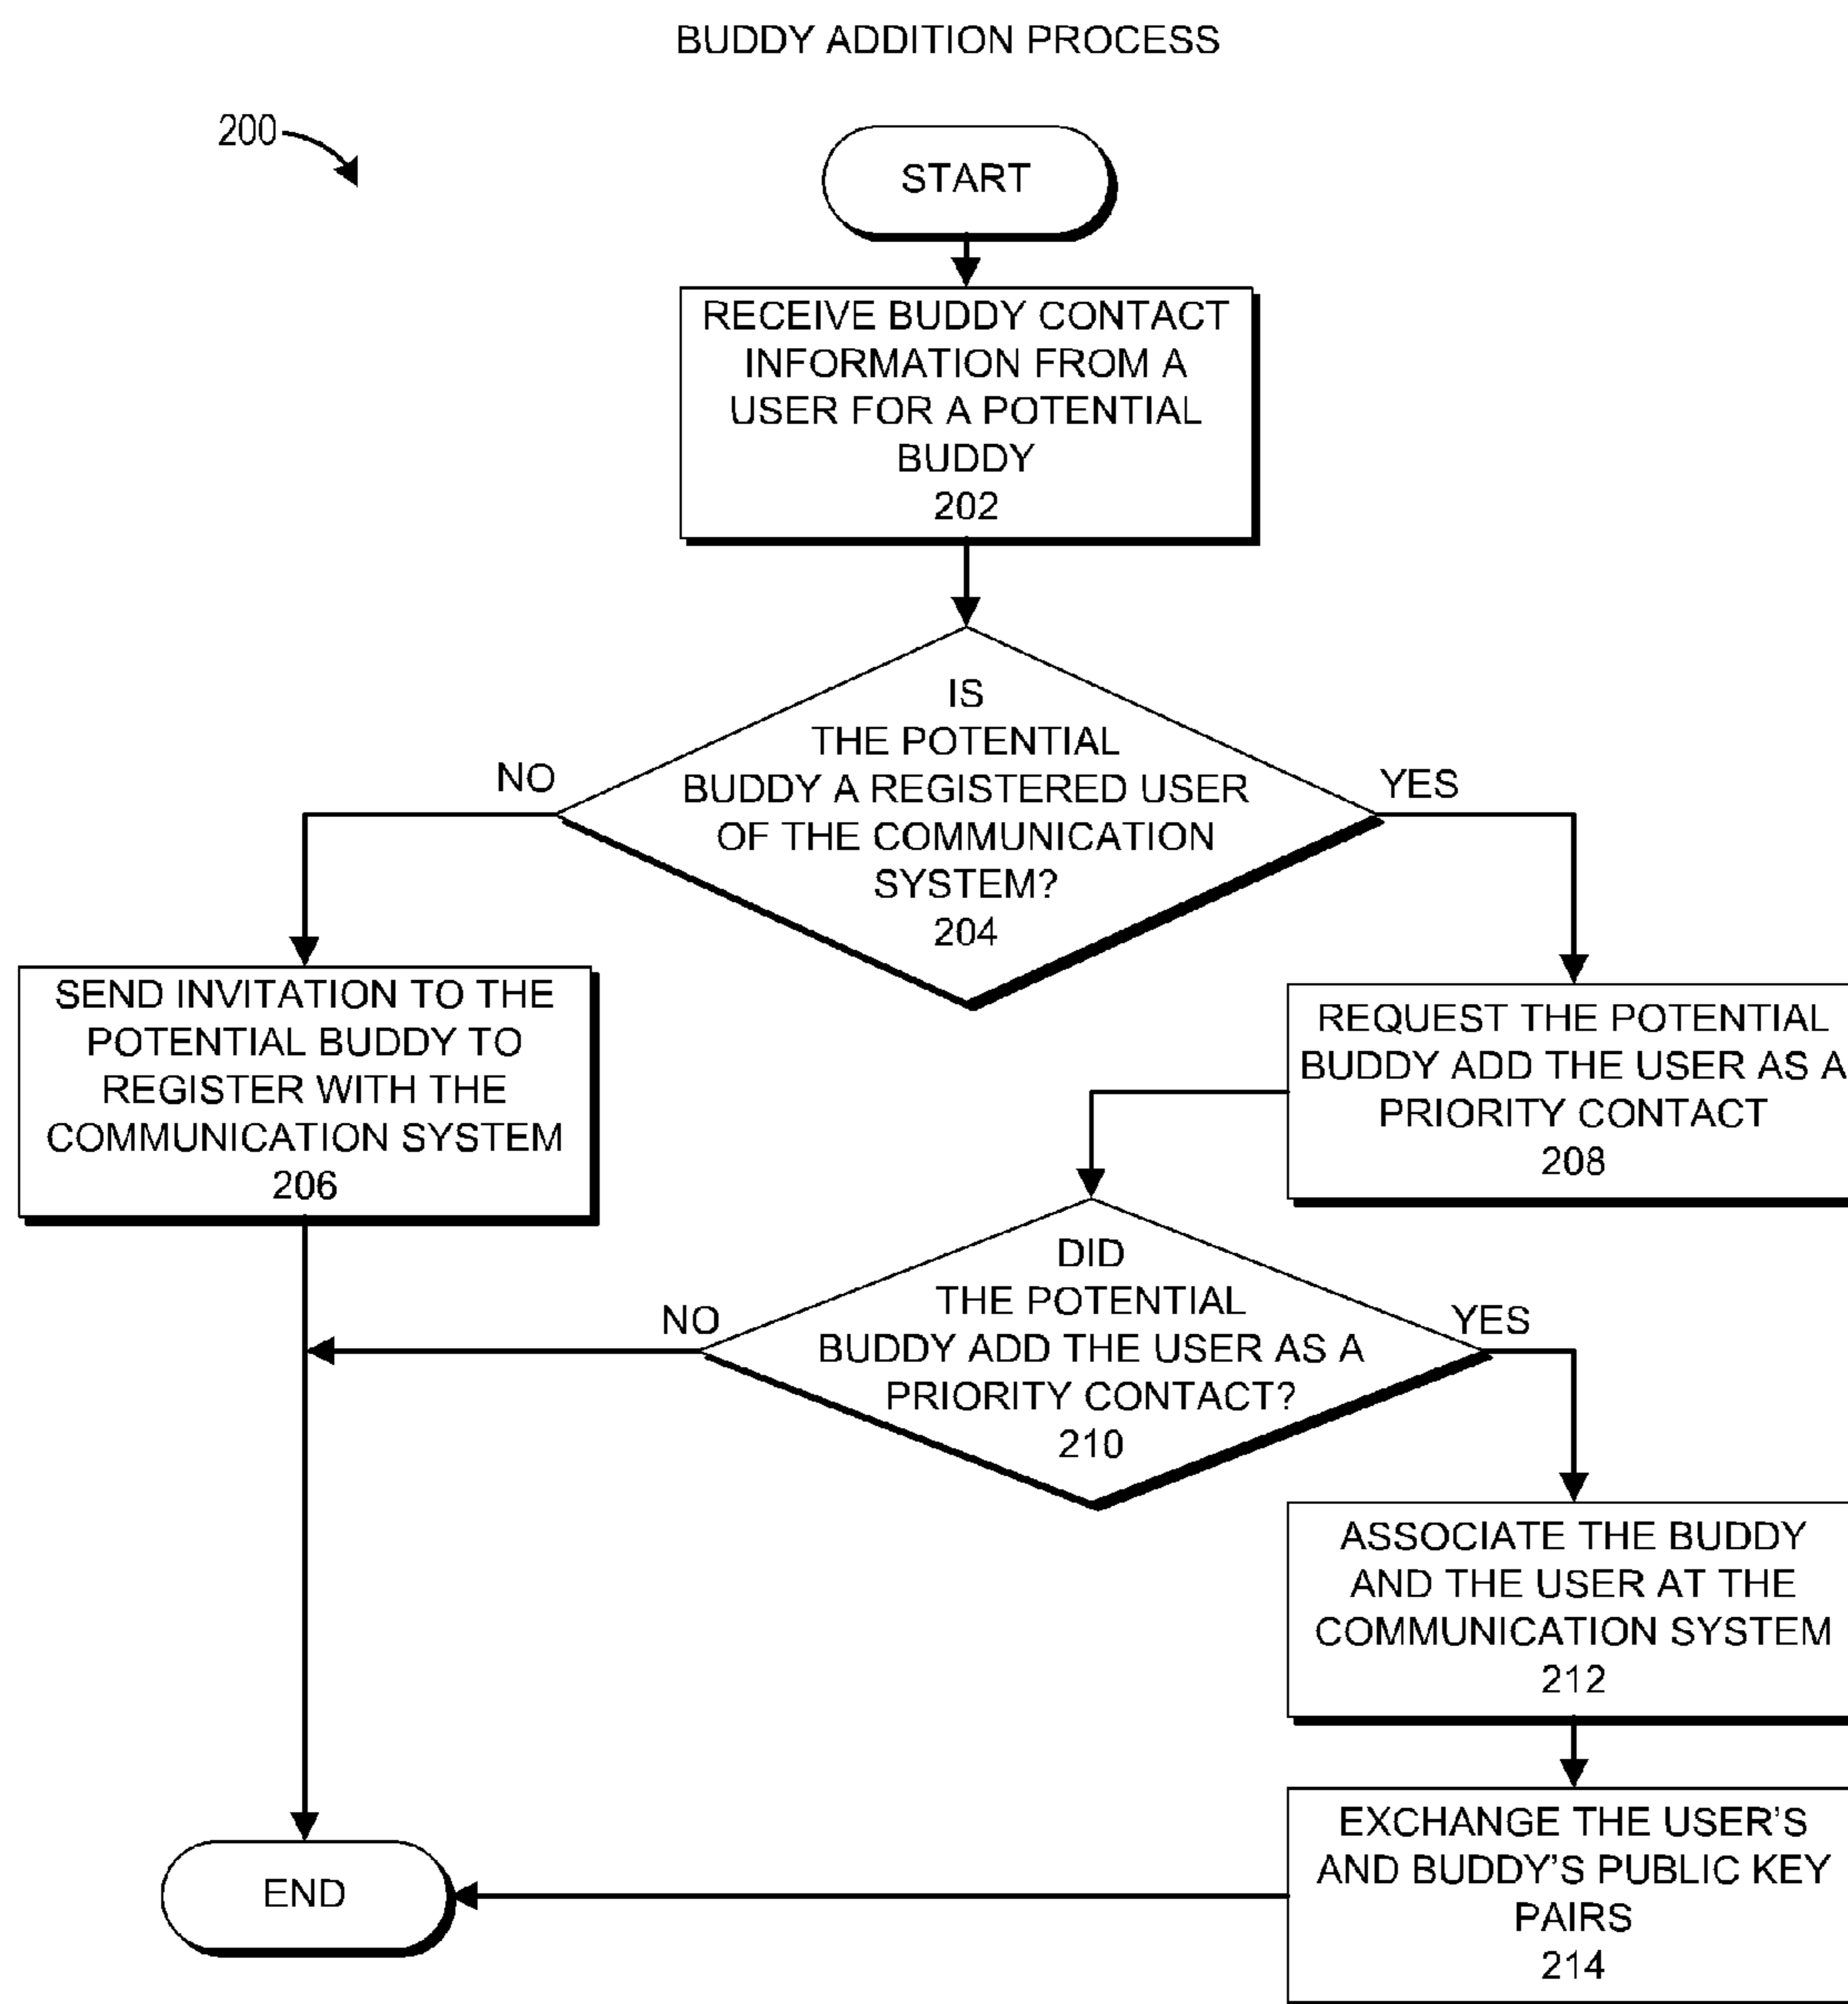 BUDDY ADDITION PROCESS
200
START
RECEIVE BUDDY CONTACT
INFORMATION FROM A
USER FOR A POTENTIAL
BUDDY
202
IS
THE POTENTIAL
BUDDY A REGISTERED USER
OF THE COMMUNICATION
SYSTEM?
204
NO
YES
SEND INVITATION TO THE
POTENTIAL BUDDY TO
REGISTER WITH THE
COMMUNICATION SYSTEM
206
REQUEST THE POTENTIAL
BUDDY ADD THE USER AS A
PRIORITY CONTACT
208
DID
THE POTENTIAL
BUDDY ADD THE USER AS A
PRIORITY CONTACT?
210
NO
YES
ASSOCIATE THE BUDDY
AND THE USER AT THE
COMMUNICATION SYSTEM
212
EXCHANGE THE USER'S
AND BUDDY'S PUBLIC KEY
PAIRS
214
END